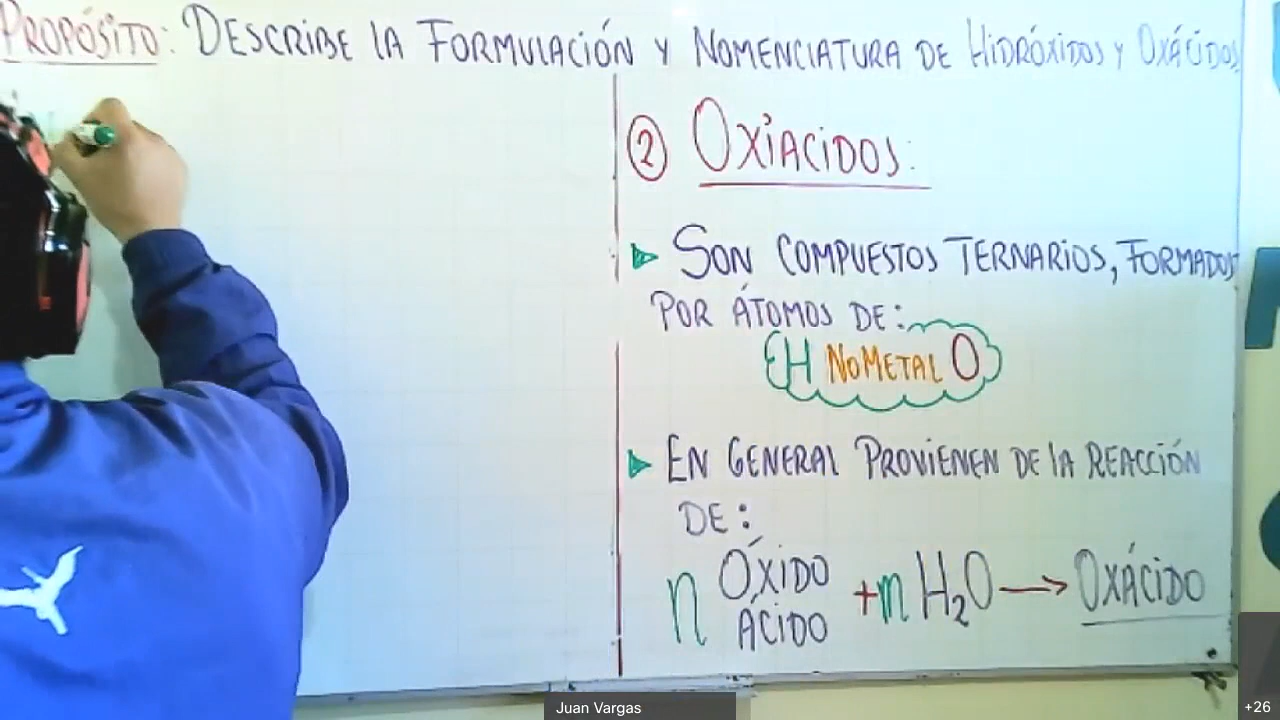 PROPÓSITO: DESCRIBE LA FORMULACIÓN Y NOMENCLATURA DE HIDRÓXIDOS Y OXÁCIDOS
② OXIACIDOS:
SON COMPUESTOS TERNARIOS, FORMADOS
POR ÁTOMOS DE:
H NOMETAL O
EN GENERAL PROVIENEN DE LA REACCIÓN
DE:
n ÓXIDO ÁCIDO + n H₂O → OXÁCIDO
Juan Vargas
+26